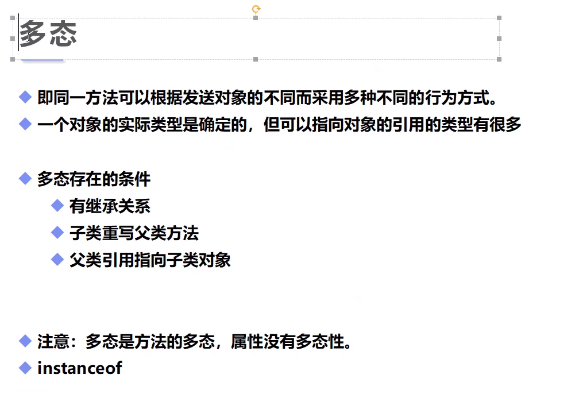 多态
即同一方法可以根据发送对象的不同而采用多种不同的行为方式。
一个对象的实际类型是确定的，但可以指向对象的引用的类型有很多
多态存在的条件
有继承关系
子类重写父类方法
父类引用指向子类对象
注意：多态是方法的多态，属性没有多态性。
instanceof